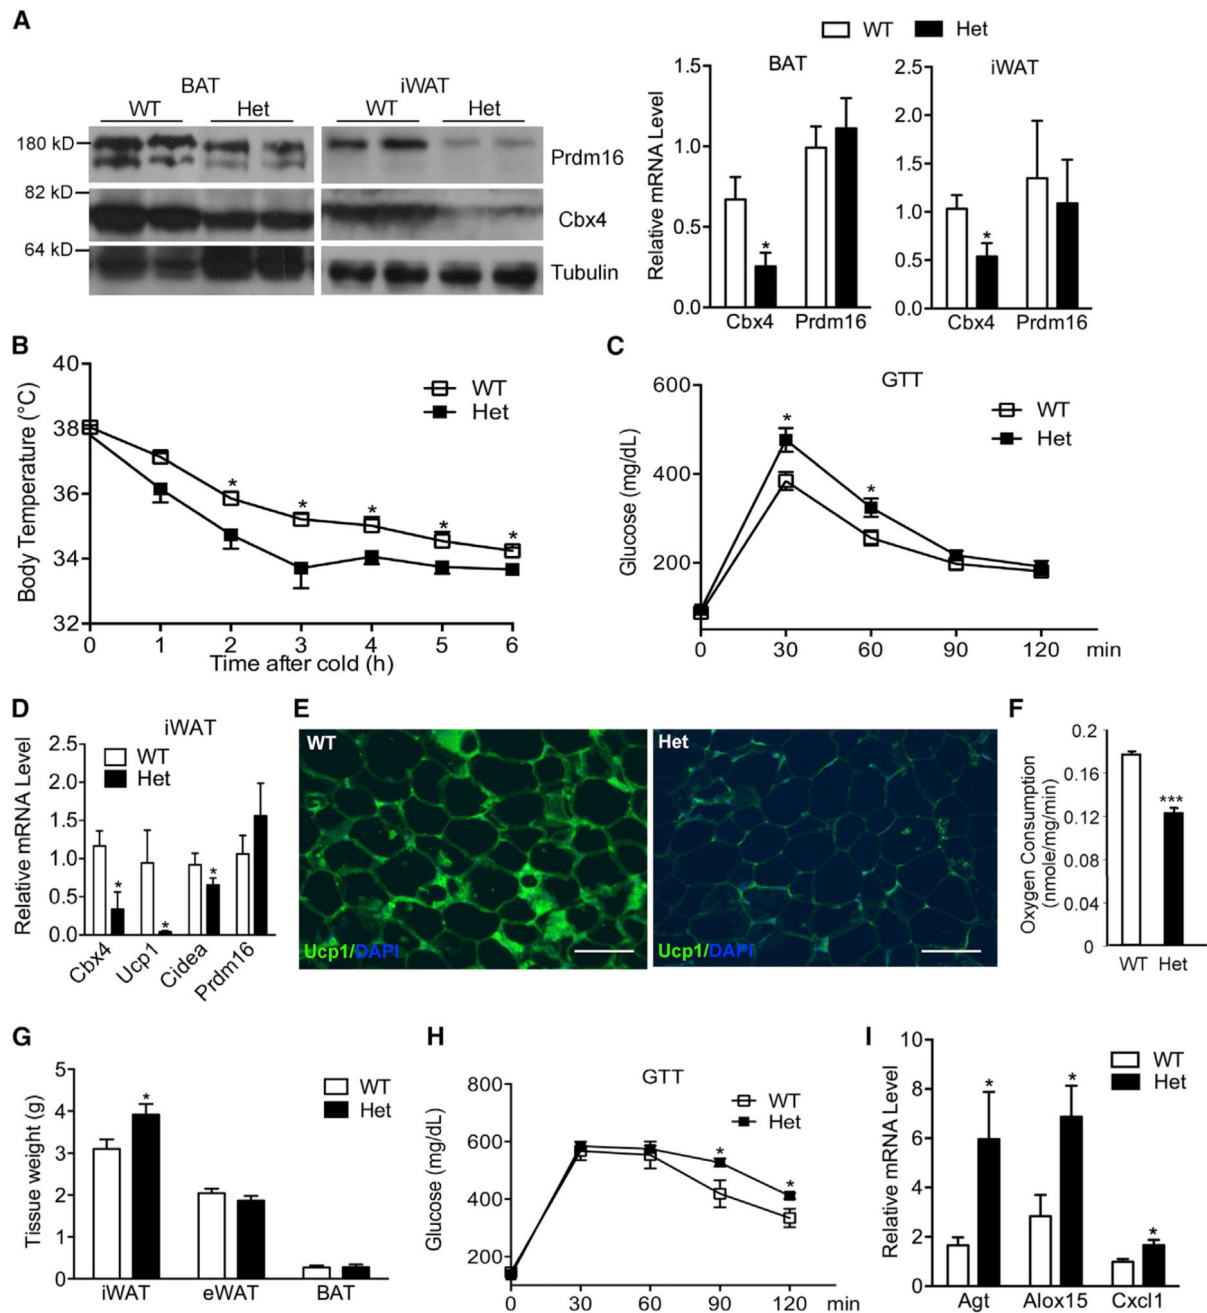 A
BAT
WT Het
iWAT
WT Het
180 kD
Prdm16
82 kD
Cbx4
64 kD
Tubulin
WT Het
BAT
Relative mRNA Level
1.5
1.0
0.5
0.0
Cbx4 Prdm16
iWAT
2.5
2.0
1.5
1.0
0.5
0.0
* *
Cbx4 Prdm16
B
Body Temperature (°C)
40
38
36
34
32
WT
Het
* * * * *
0 1 2 3 4 5 6
Time after cold (h)
C
GTT
Glucose (mg/dL)
600
400
200
WT
Het
* *
0 30 60 90 120 min
D
iWAT
Relative mRNA Level
2.5
2.0
1.5
1.0
0.5
0.0
WT
Het
* * *
Cbx4 Ucp1 Cidea Prdm16
E
WT
Ucp1/DAPI
Het
Ucp1/DAPI
F
Oxygen Consumption
(nmole/mg/min)
0.2
0.16
0.12
0.08
0.04
0
***
WT Het
G
Tissue weight (g)
5
4
3
2
1
0
*
WT
Het
iWAT eWAT BAT
H
GTT
Glucose (mg/dL)
800
600
400
200
WT
Het
* *
0 30 60 90 120 min
I
Relative mRNA Level
10
8
6
4
2
0
WT
Het
* * *
Agt Alox15 Cxcl1